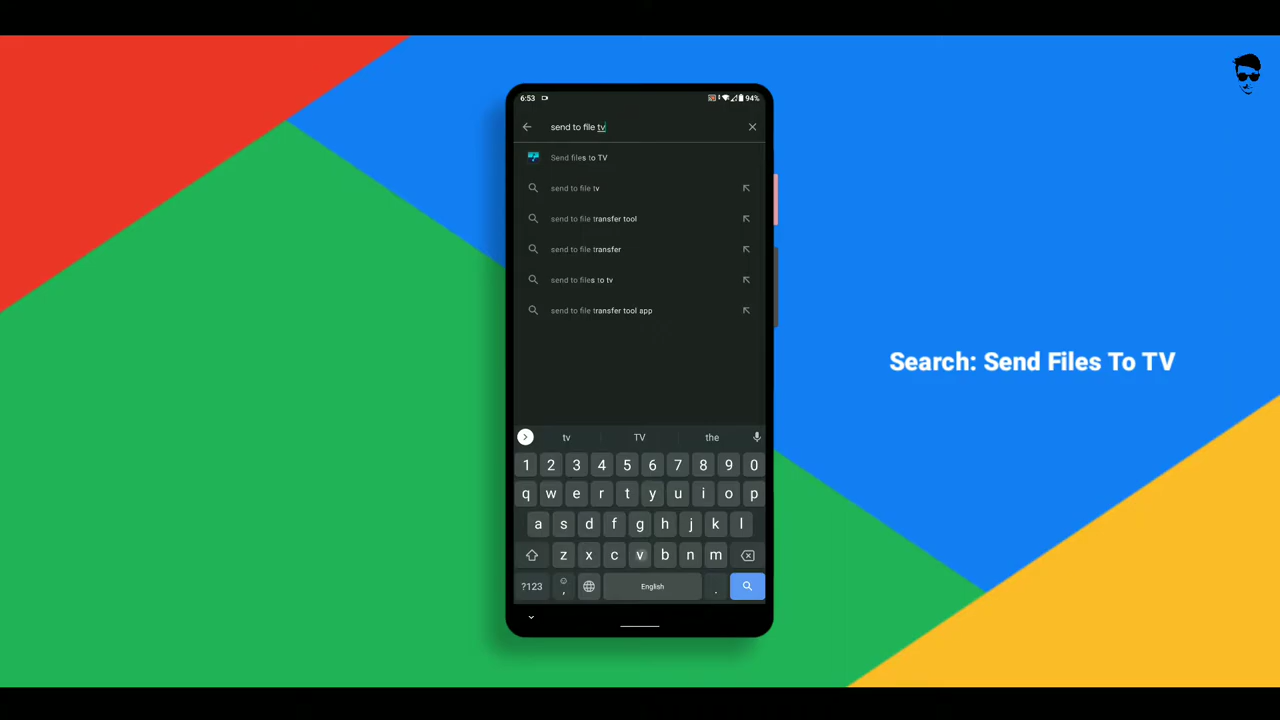 6:53 94%
send to file tv
Send files to TV
send to file tv
send to file transfer tool
send to file transfer
send to files to tv
send to file transfer tool app
Search: Send Files To TV
tv TV the
1 2 3 4 5 6 7 8 9 0
q w e r t y u i o p
a s d f g h j k l
z x c v b n m
?123 , English .